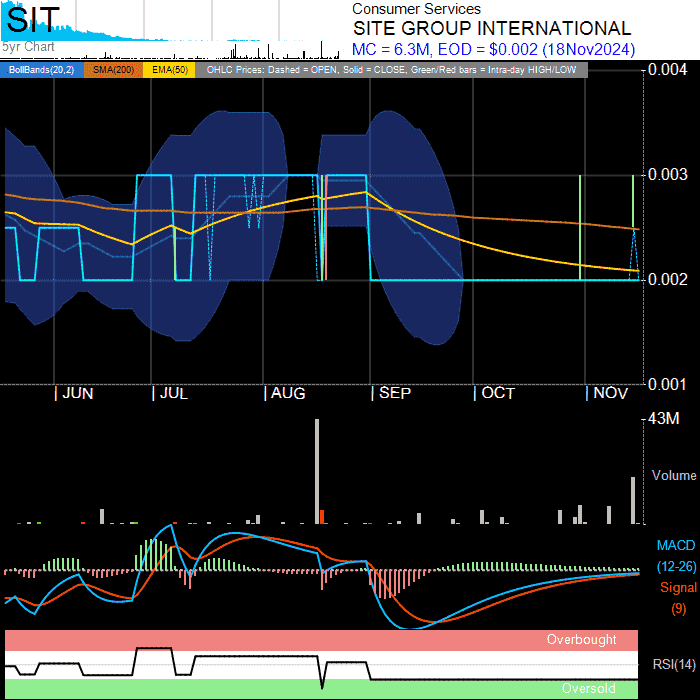 SIT
5yr Chart
Consumer Services
SITE GROUP INTERNATIONAL
MC = 6.3M, EOD = $0.002 (18Nov2024)
BollBands(20,2) SMA(200) EMA(50) OHLC Prices: Dashed = OPEN, Solid = CLOSE, Green/Red bars = Intra-day HIGH/LOW
0.004
0.003
0.002
0.001
JUN JUL AUG SEP OCT NOV
43M
Volume
MACD
(12-26)
Signal
(9)
Overbought
RSI(14)
Oversold